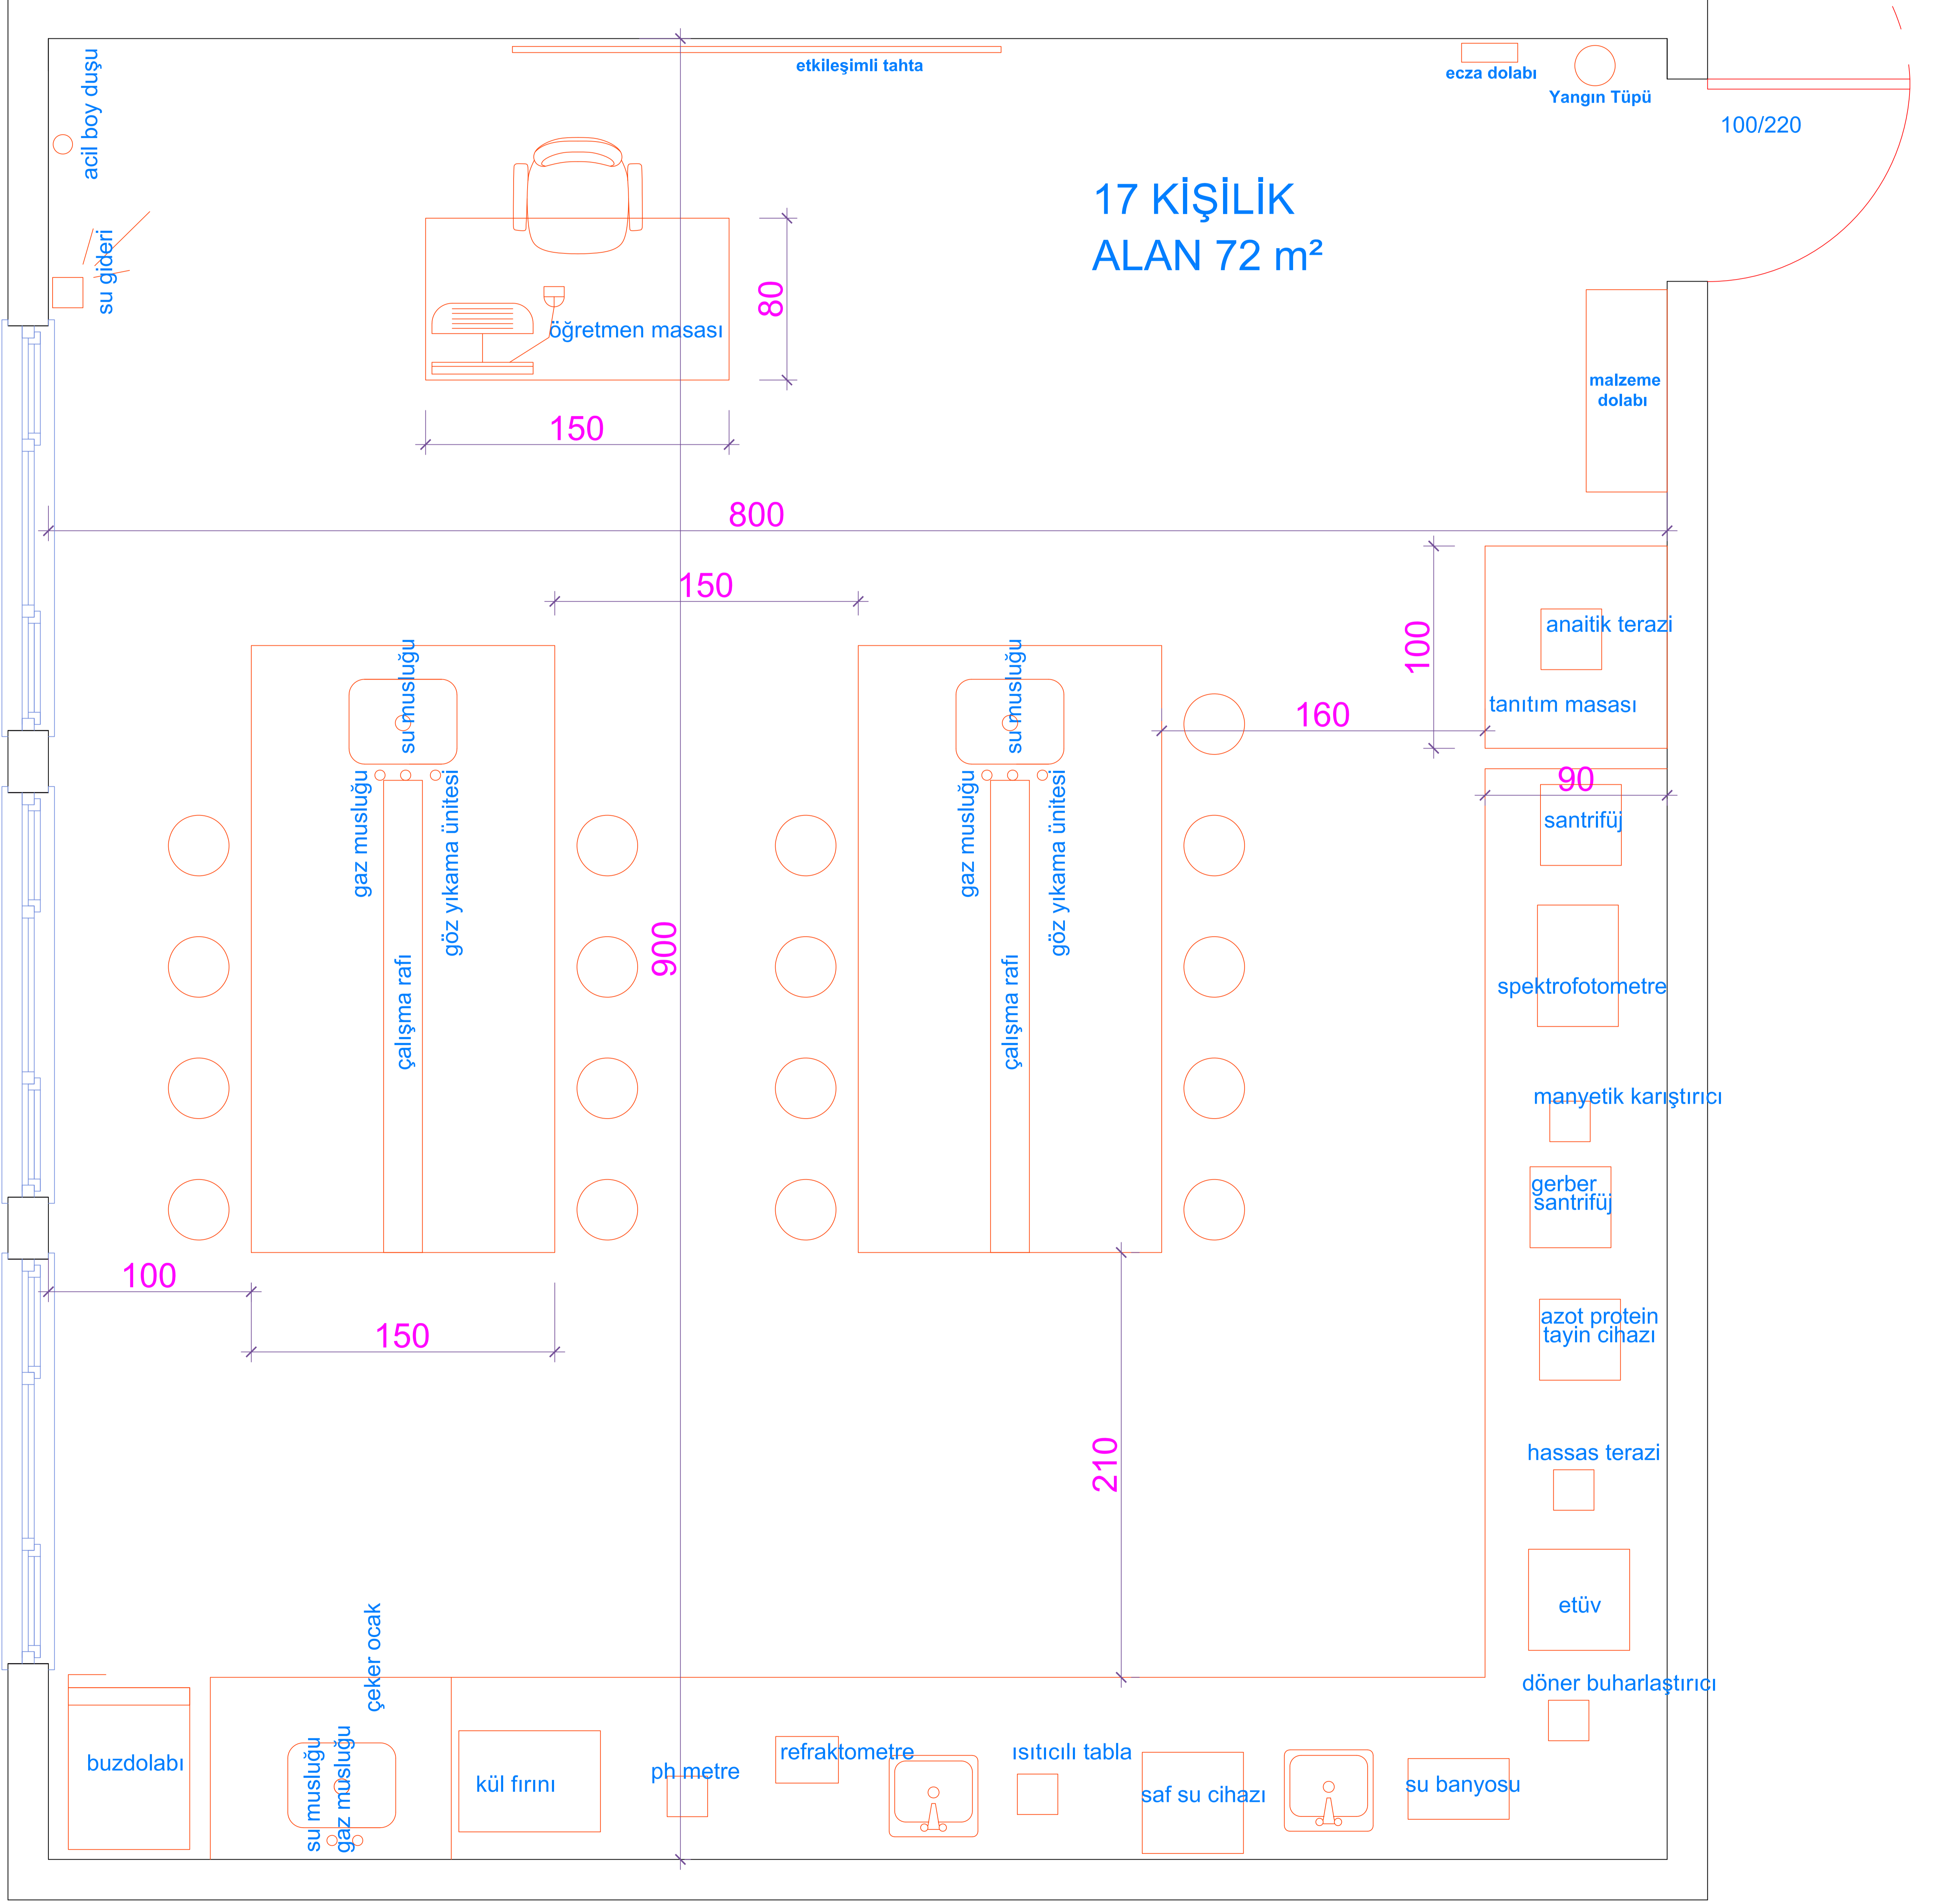 etkileşimli tahta
ecza dolabı
Yangın Tüpü
100/220
acil boy duşu
su gideri
17 KİŞİLİK
ALAN 72 m²
80
öğretmen masası
150
malzeme
dolabı
800
150
100
anaitik terazi
tanıtım masası
160
90
su musluğu
gaz musluğu
göz yıkama ünitesi
çalışma rafı
su musluğu
gaz musluğu
göz yıkama ünitesi
çalışma rafı
900
santrifüj
spektrofotometre
manyetik karıştırıcı
gerber
santrifüj
azot protein
tayin cihazı
hassas terazi
etüv
döner buharlaştırıcı
100
150
210
çeker ocak
buzdolabı
su musluğu
gaz musluğu
kül fırını
ph metre
refraktometre
ısıtıcılı tabla
saf su cihazı
su banyosu